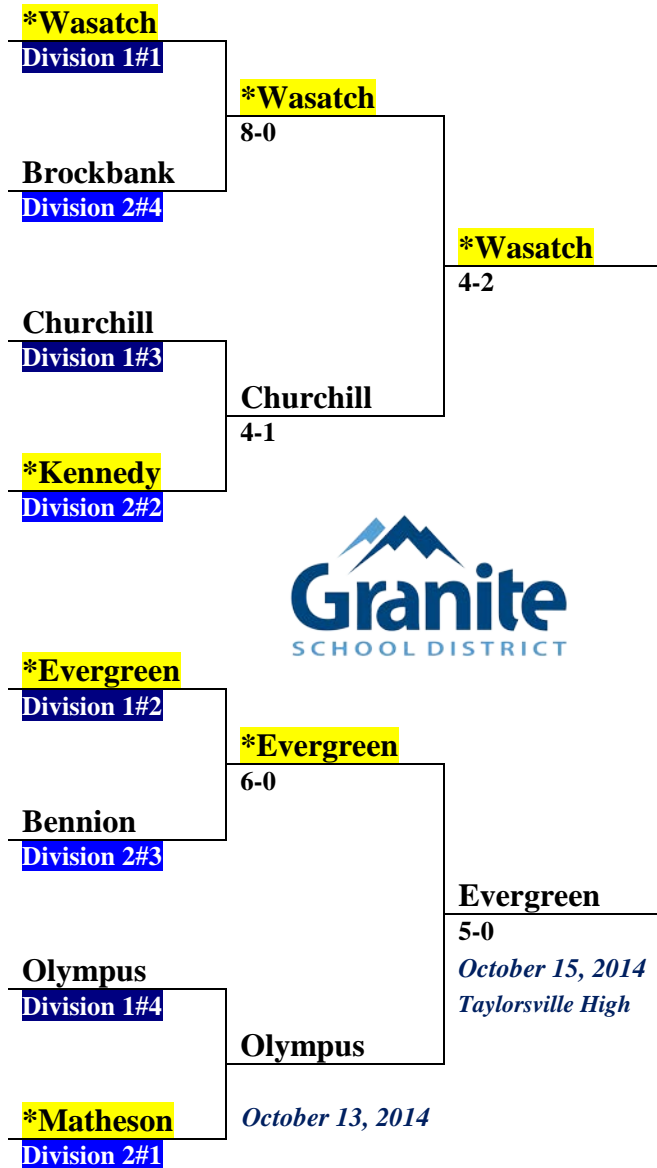 *Wasatch
Division 1#1
*Wasatch
8-0
Brockbank
Division 2#4
*Wasatch
4-2
Churchill
Division 1#3
Churchill
4-1
*Kennedy
Division 2#2
Granite
SCHOOL DISTRICT
*Evergreen
Division 1#2
*Evergreen
6-0
Bennion
Division 2#3
Evergreen
5-0
October 15, 2014
Taylorsville High
Olympus
Division 1#4
Olympus
October 13, 2014
*Matheson
Division 2#1